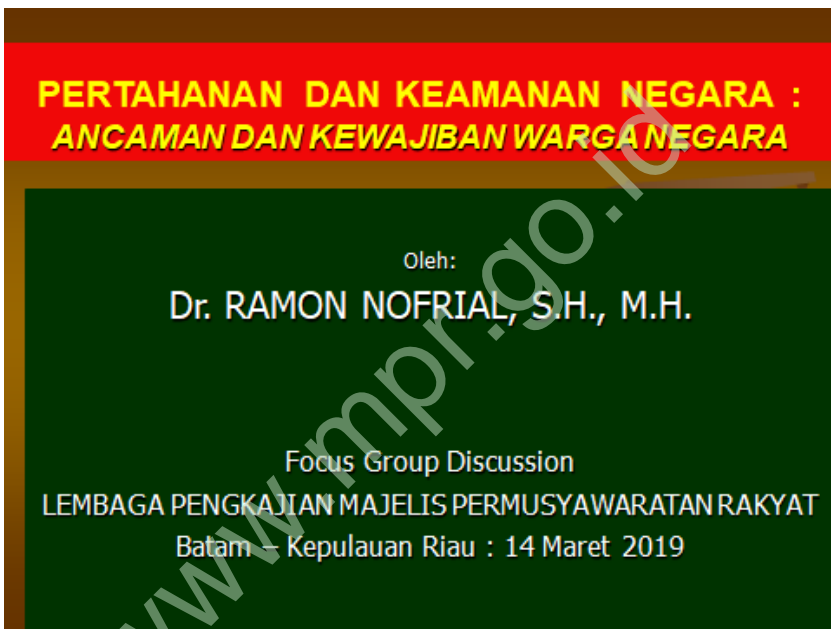 PERTAHANAN DAN KEAMANAN NEGARA :
ANCAMAN DAN KEWAJIBAN WARGA NEGARA
Oleh:
Dr. RAMON NOFRIAL, S.H., M.H.
Focus Group Discussion
LEMBAGA PENGKAJIAN MAJELIS PERMUSYAWARATAN RAKYAT
Batam – Kepulauan Riau : 14 Maret 2019
www.mpr.go.id